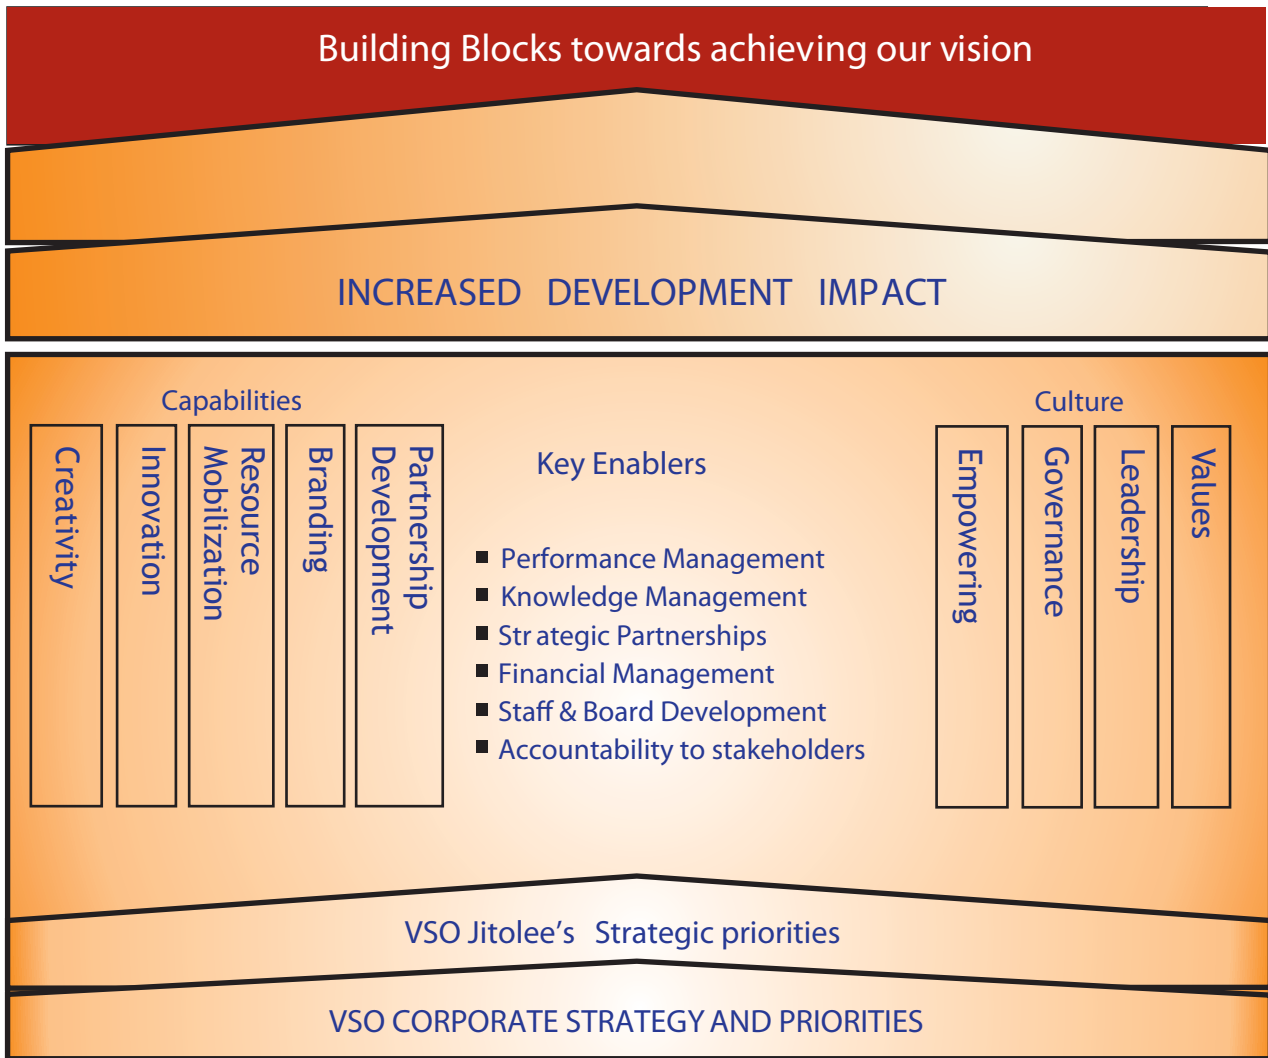 Building Blocks towards achieving our vision
INCREASED DEVELOPMENT IMPACT
Capabilities
Creativity
Innovation
Resource
Mobilization
Branding
Partnership
Development
Key Enablers
Performance Management
Knowledge Management
Strategic Partnerships
Financial Management
Staff & Board Development
Accountability to stakeholders
Culture
Empowering
Governance
Leadership
Values
VSO Jitolee's Strategic priorities
VSO CORPORATE STRATEGY AND PRIORITIES